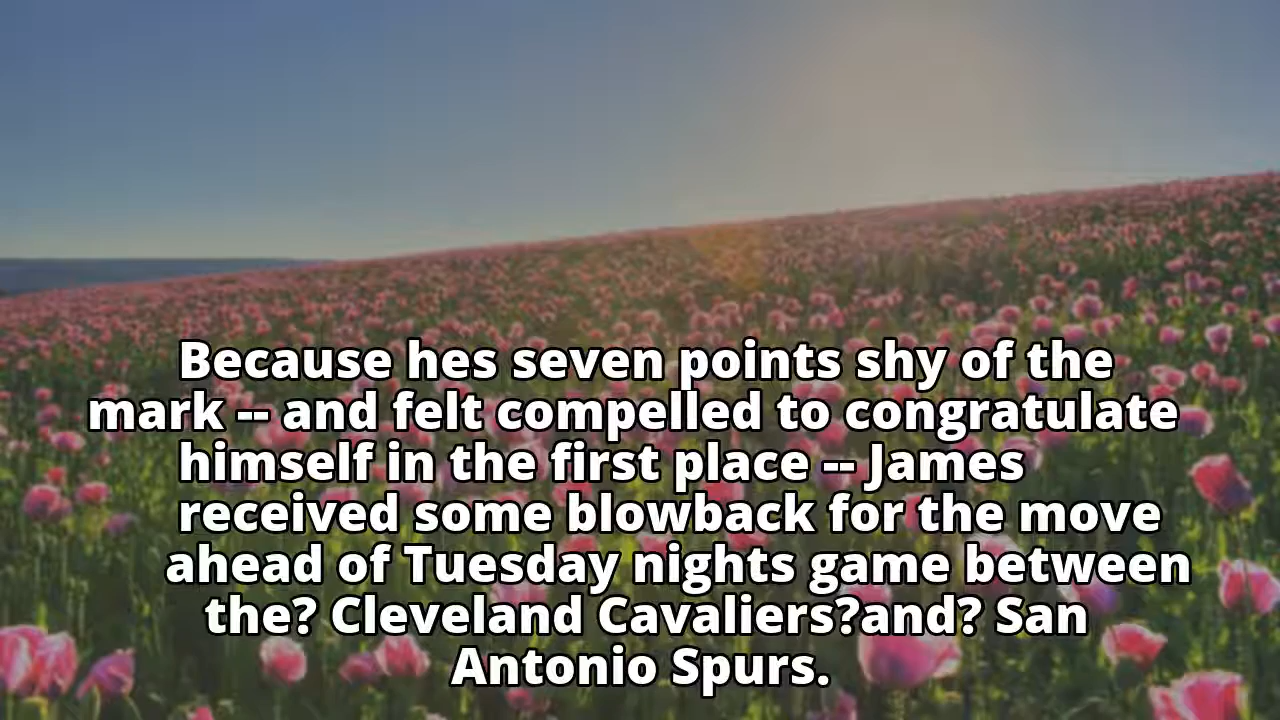 Because hes seven points shy of the
mark -- and felt compelled to congratulate
himself in the first place -- James
received some blowback for the move
ahead of Tuesday nights game between
the? Cleveland Cavaliers?and? San
Antonio Spurs.